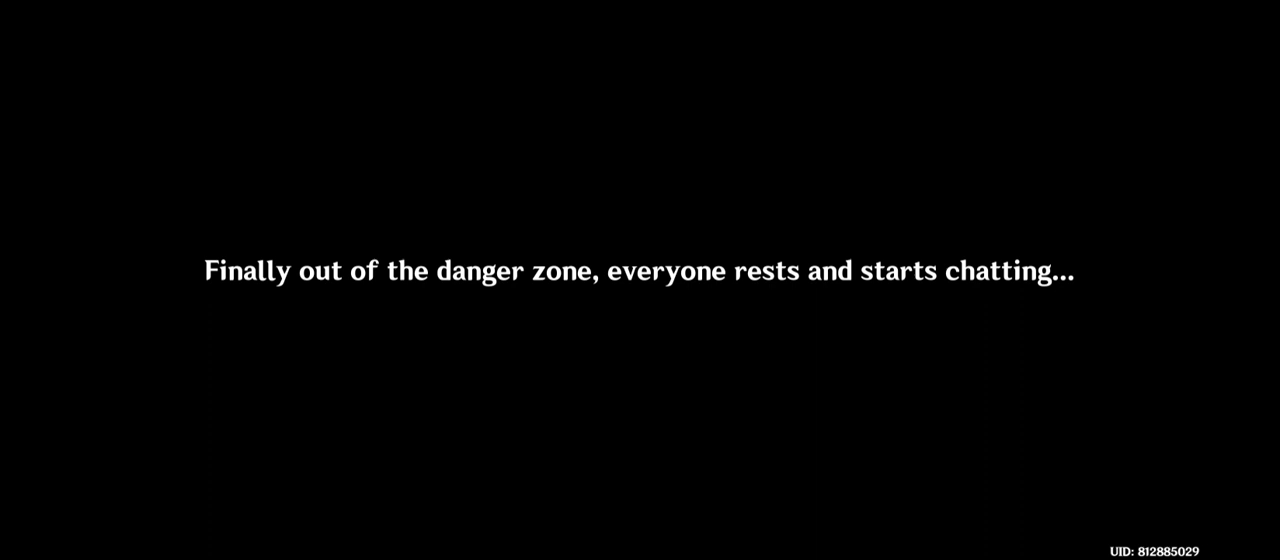 Finally out of the danger zone, everyone rests and starts chatting...
UID: 812885029